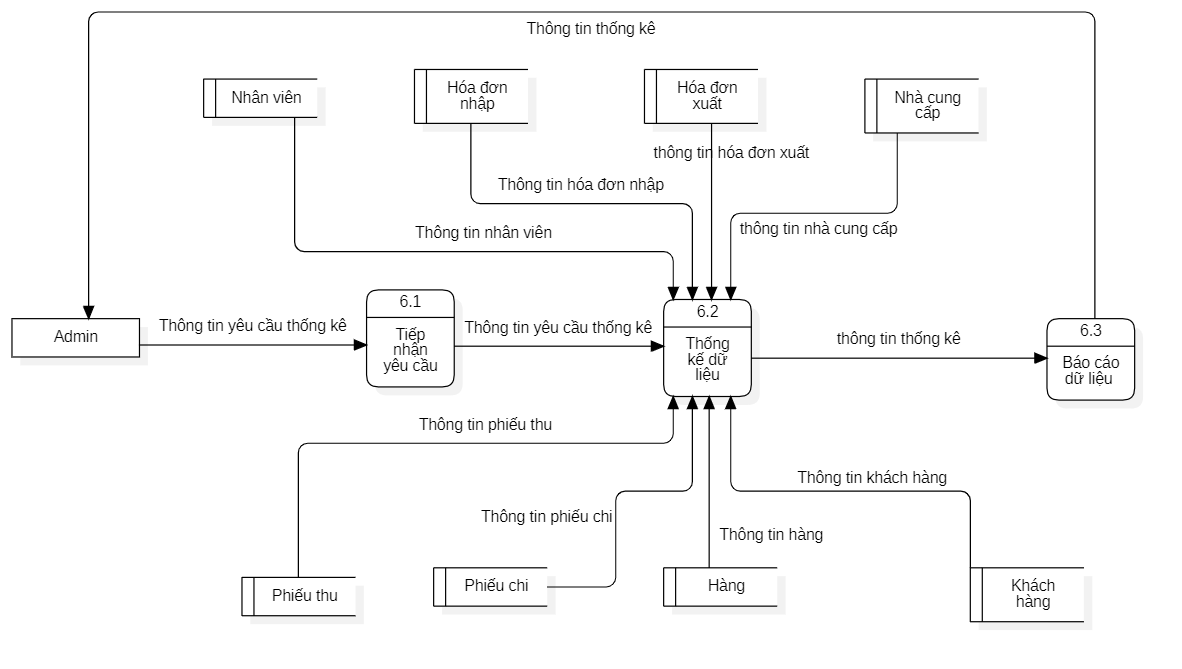 Thông tin thống kê
Nhân viên
Hóa đơn
nhập
Hóa đơn
xuất
Nhà cung
cấp
thông tin hóa đơn xuất
Thông tin hóa đơn nhập
thông tin nhà cung cấp
Thông tin nhân viên
Admin
Thông tin yêu cầu thống kê
6.1
Tiếp
nhận
yêu cầu
Thông tin yêu cầu thống kê
6.2
Thống
kế dữ
liệu
thông tin thống kê
6.3
Báo cáo
dữ liệu
Thông tin phiếu thu
Thông tin khách hàng
Thông tin phiếu chi
Thông tin hàng
Phiếu thu
Phiếu chi
Hàng
Khách
hàng